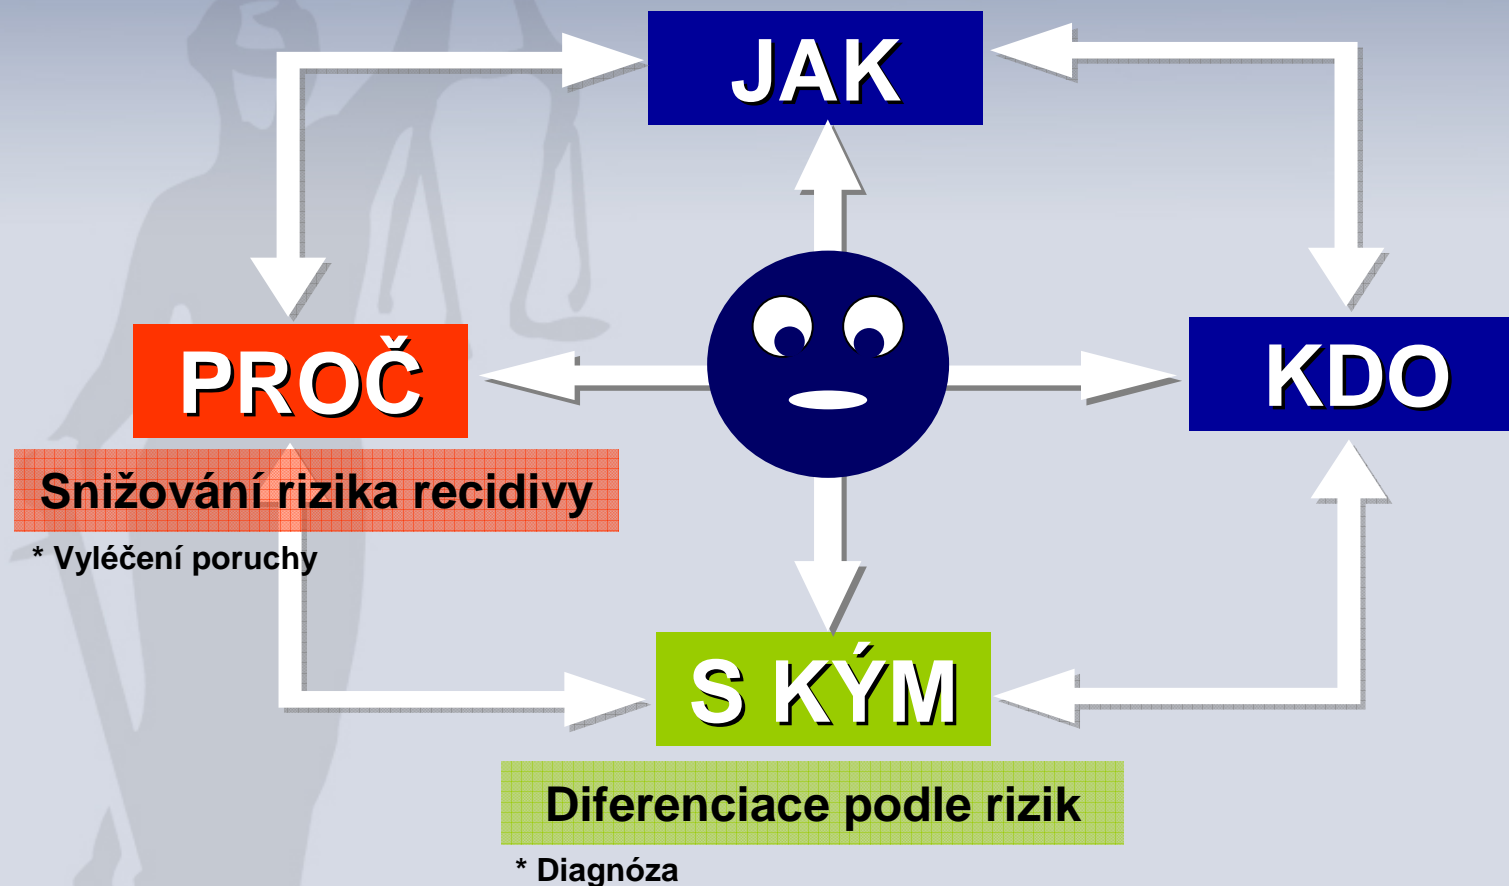 JAK
PROČ
KDO
Snižování rizika recidivy
* Vyléčení poruchy
S KÝM
Diferenciace podle rizik
* Diagnóza